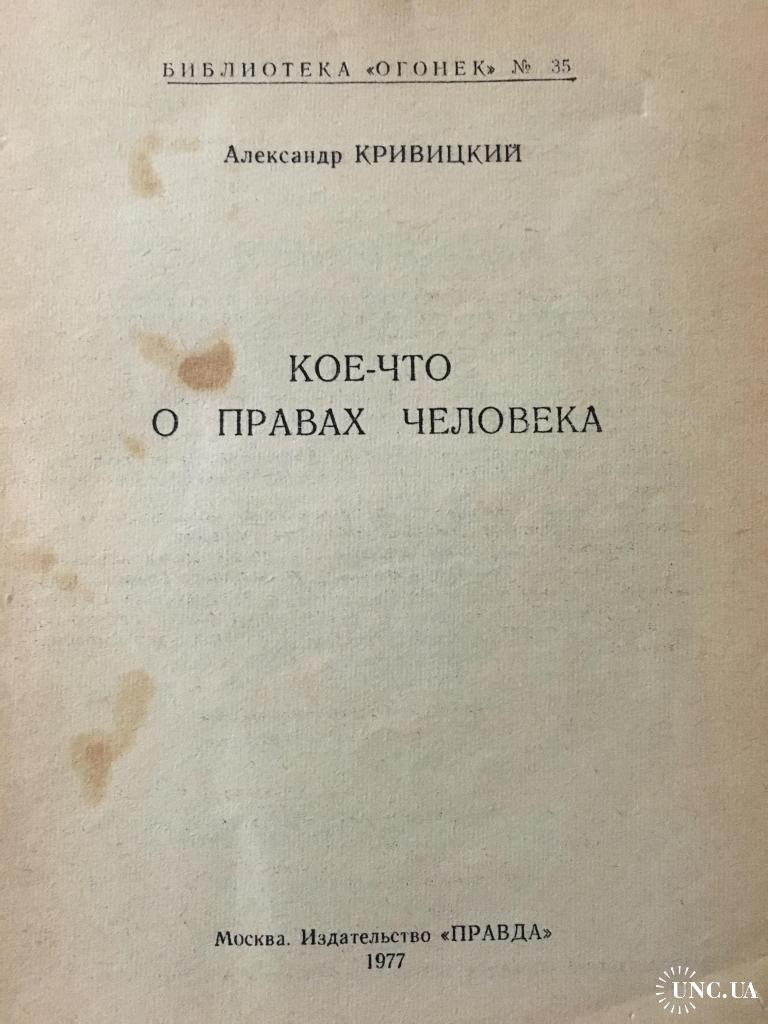 БИБЛИОТЕКА «ОГОНЕК» № 35
Александр КРИВИЦКИЙ
КОЕ-ЧТО
О ПРАВАХ ЧЕЛОВЕКА
Москва. Издательство «ПРАВДА»
1977
UNC.UA